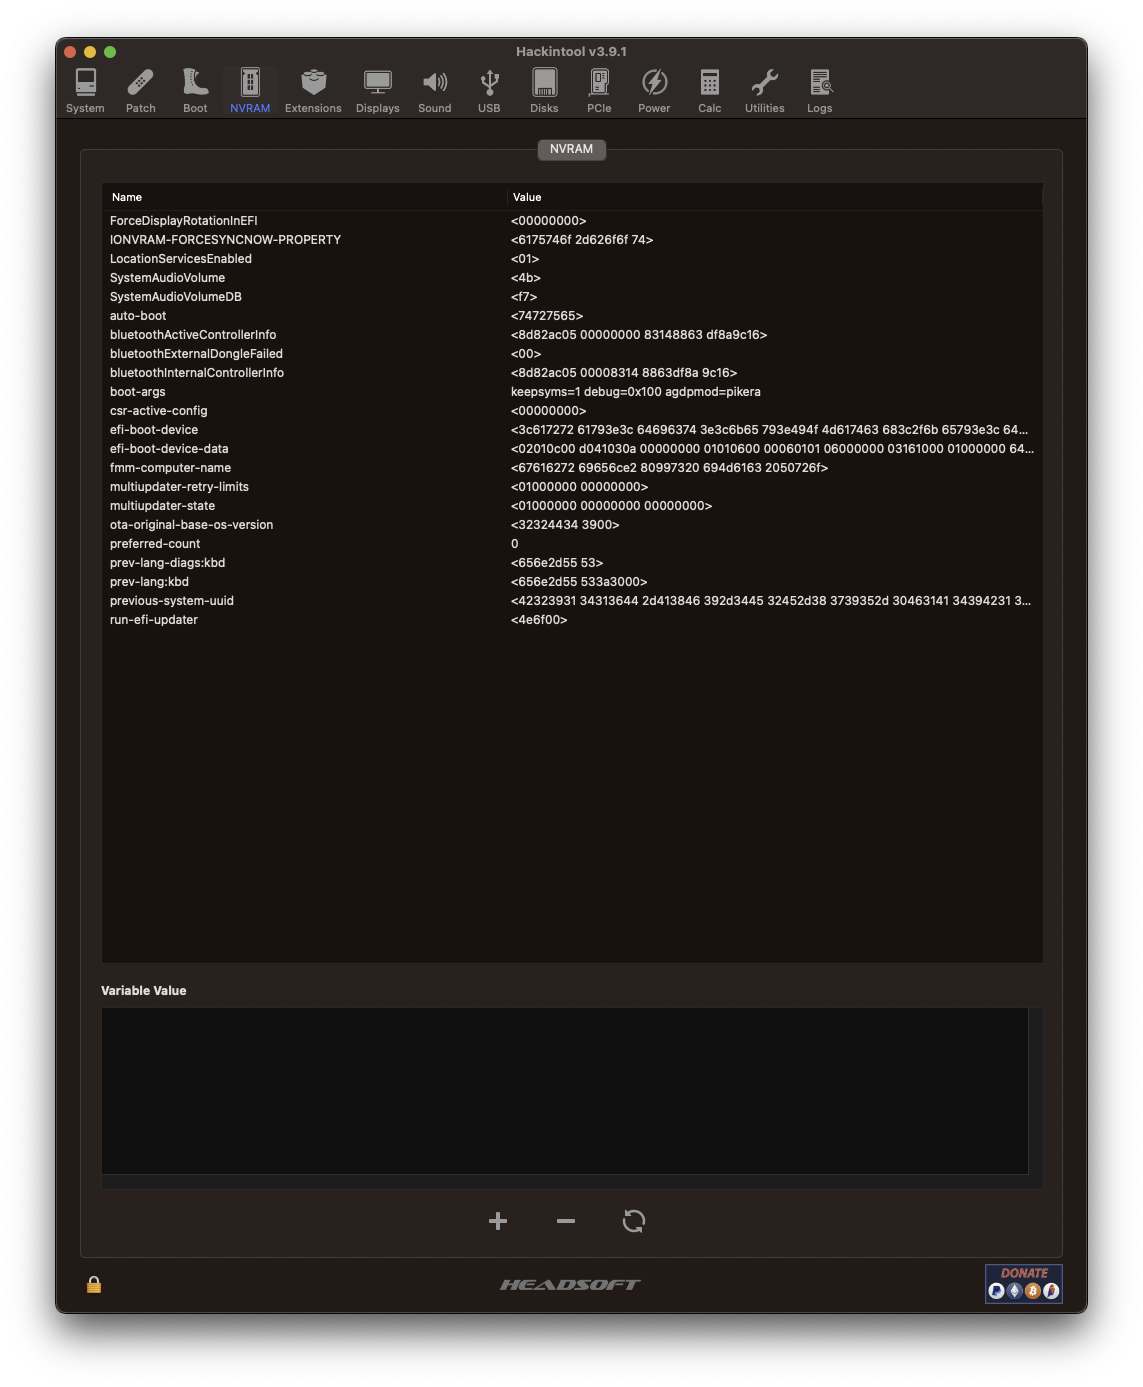 Hackintool v3.9.1
System Patch Boot NVRAM Extensions Displays Sound USB Disks PCIe Power Calc Utilities Logs
NVRAM
Name Value
ForceDisplayRotationInEFI <00000000>
IONVRAM-FORCESYNCNOW-PROPERTY <6175746f 2d626f6f 74>
LocationServicesEnabled <01>
SystemAudioVolume <4b>
SystemAudioVolumeDB <f7>
auto-boot <74727565>
bluetoothActiveControllerInfo <8d82ac05 00000000 83148863 df8a9c16>
bluetoothExternalDongleFailed <00>
bluetoothInternalControllerInfo <8d82ac05 00008314 8863df8a 9c16>
boot-args keepsyms=1 debug=0x100 agdpmod=pikera
csr-active-config <00000000>
efi-boot-device <3c617272 61793e3c 64696374 3e3c6b65 793e494f 4d617463 683c2f6b 65793e3c 64...
efi-boot-device-data <02010c00 d041030a 00000000 01010600 00060101 06000000 03161000 01000000 64...
fmm-computer-name <67616272 69656ce2 80997320 694d6163 2050726f>
multiupdater-retry-limits <01000000 00000000>
multiupdater-state <01000000 00000000 00000000>
ota-original-base-os-version <32324434 3900>
preferred-count 0
prev-lang-diags:kbd <656e2d55 53>
prev-lang:kbd <656e2d55 533a3000>
previous-system-uuid <42323931 34313644 2d413846 392d3445 32452d38 3739352d 30463141 34394231 3...
run-efi-updater <4e6f00>
Variable Value
HEADSOFT
DONATE